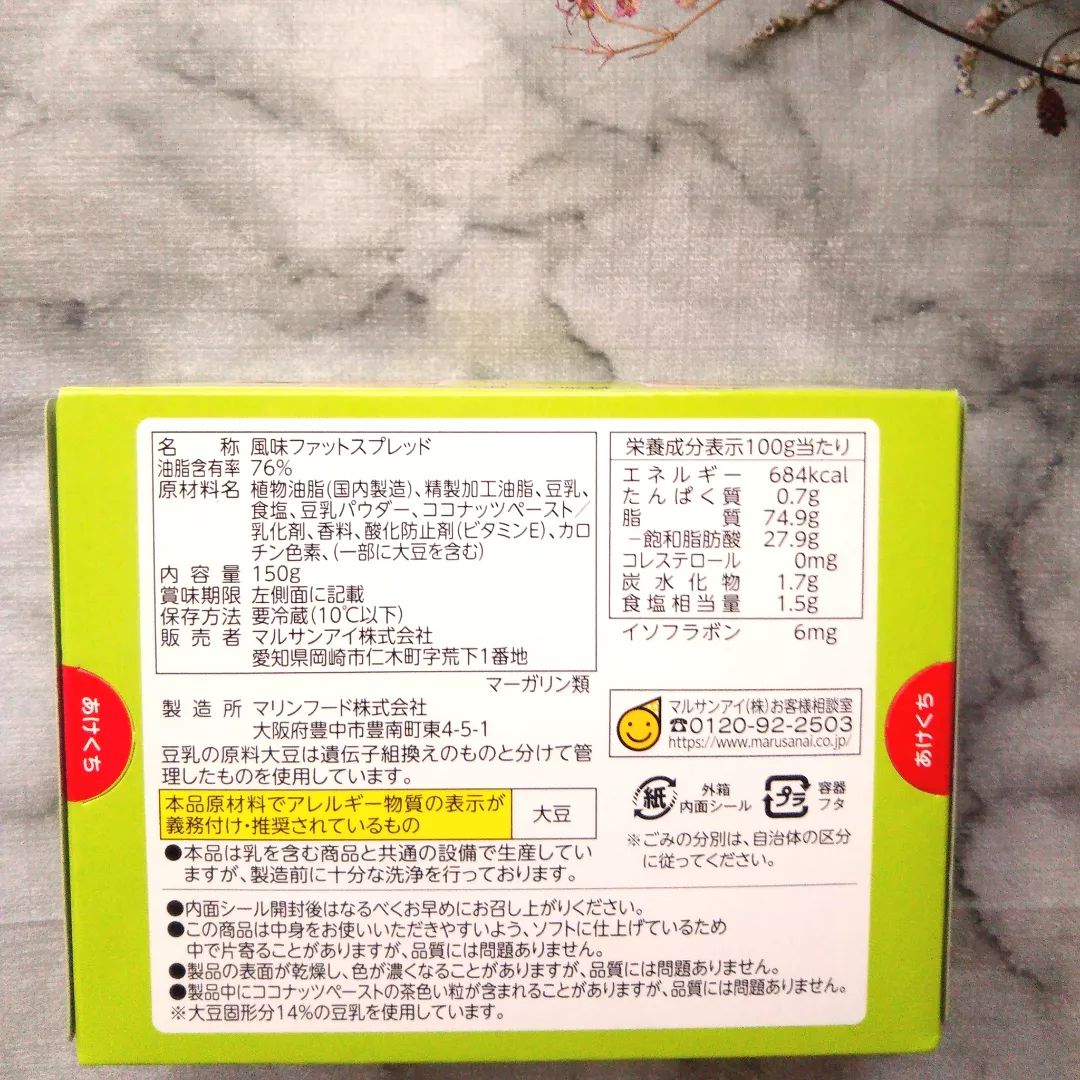 名称 風味ファットスプレッド
油脂含有率 76%
原材料名 植物油脂(国内製造)、精製加工油脂、豆乳、
食塩、豆乳パウダー、ココナッツペースト／
乳化剤、香料、酸化防止剤(ビタミンE)、カロ
チン色素、(一部に大豆を含む)
内容量 150g
賞味期限 左側面に記載
保存方法 要冷蔵(10℃以下)
販売者 マルサンアイ株式会社
愛知県岡崎市仁木町字荒下1番地
マーガリン類
製造所 マリンフード株式会社
大阪府豊中市豊南町東4-5-1
豆乳の原料大豆は遺伝子組換えのものと分けて管
理したものを使用しています。
本品原材料でアレルギー物質の表示が
義務付け・推奨されているもの
大豆
●本品は乳を含む商品と共通の設備で生産してい
ますが、製造前に十分な洗浄を行っております。
栄養成分表示100g当たり
エネルギー 684kcal
たんぱく質 0.7g
脂質 74.9g
－飽和脂肪酸 27.9g
コレステロール 0mg
炭水化物 1.7g
食塩相当量 1.5g
イソフラボン 6mg
マルサンアイ(株)お客様相談室
☎0120-92-2503
https://www.marusanai.co.jp/
紙 外箱
内面シール
プラ 容器
フタ
※ごみの分別は、自治体の区分
に従ってください。
●内面シール開封後はなるべくお早めにお召し上がりください。
●この商品は中身をお使いいただきやすいよう、ソフトに仕上げているため
中で片寄ることがありますが、品質には問題ありません。
●製品の表面が乾燥し、色が濃くなることがありますが、品質には問題ありません。
●製品中にココナッツペーストの茶色い粒が含まれることがありますが、品質には問題ありません。
※大豆固形分14%の豆乳を使用しています。
あけくち
あけくち